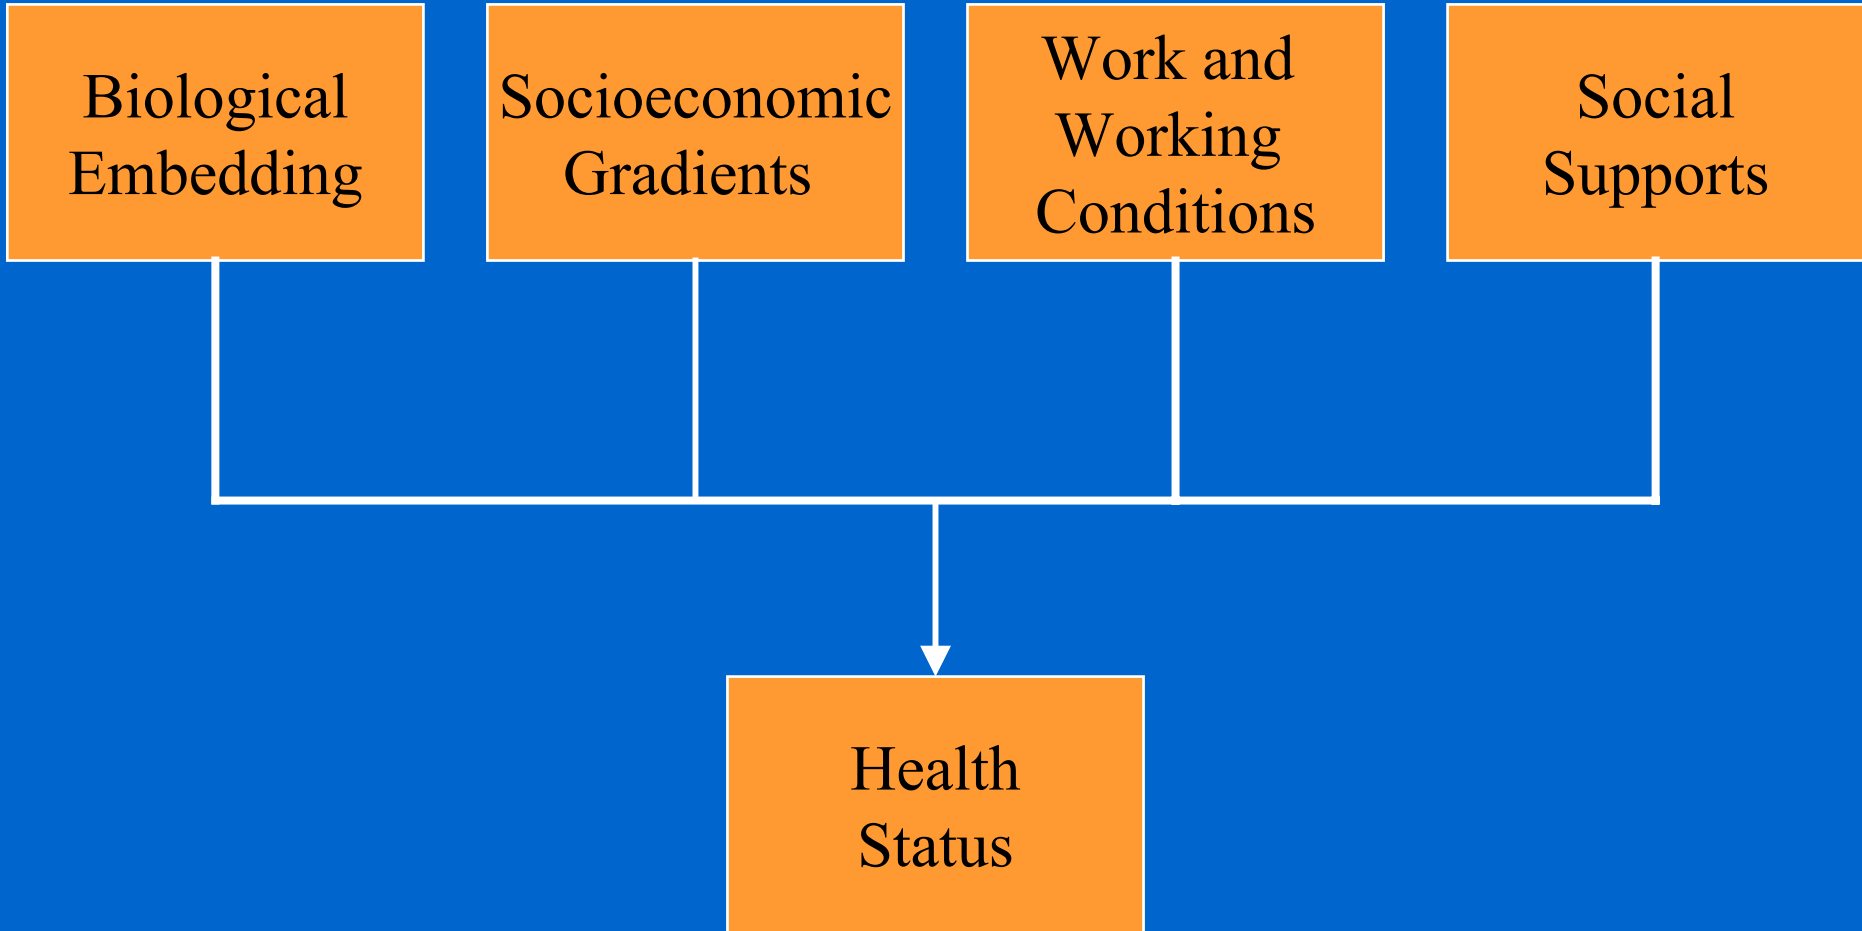 Biological
Embedding
Socioeconomic
Gradients
Work and
Working
Conditions
Social
Supports
Health
Status